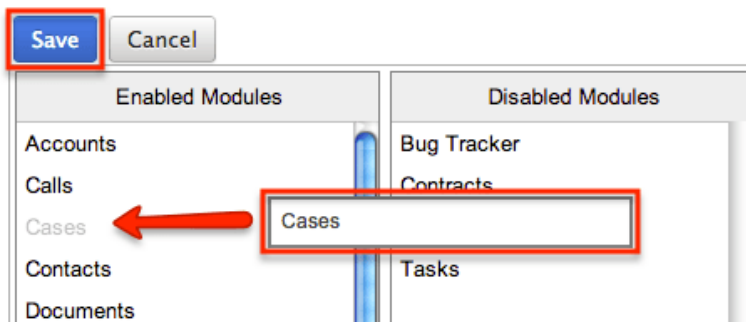 Save Cancel
Enabled Modules Disabled Modules
Accounts Bug Tracker
Calls Contracts
Cases Cases
Contacts Tasks
Documents